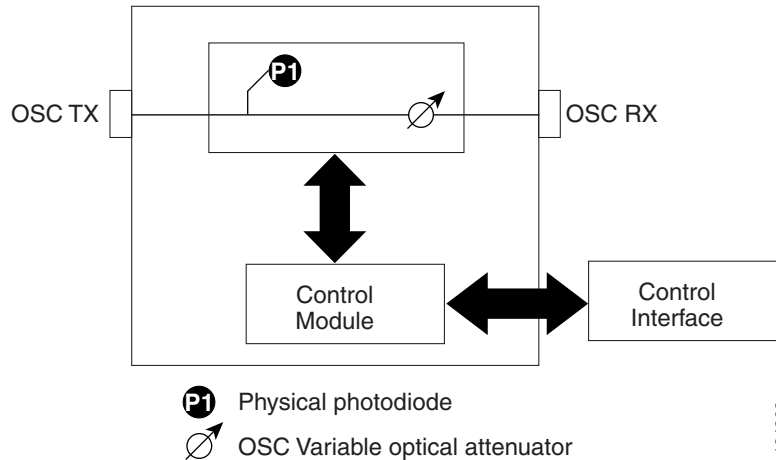 P1
OSC TX
OSC RX
Control
Module
Control
Interface
P1 Physical photodiode
OSC Variable optical attenuator